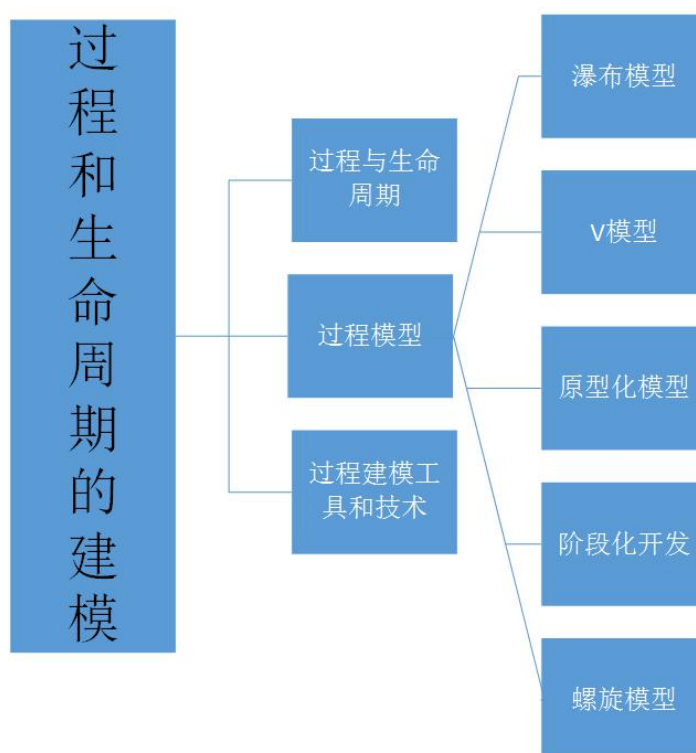 过程和生命周期的建模
过程与生命
周期
过程模型
过程建模工
具和技术
瀑布模型
V模型
原型化模型
阶段化开发
螺旋模型